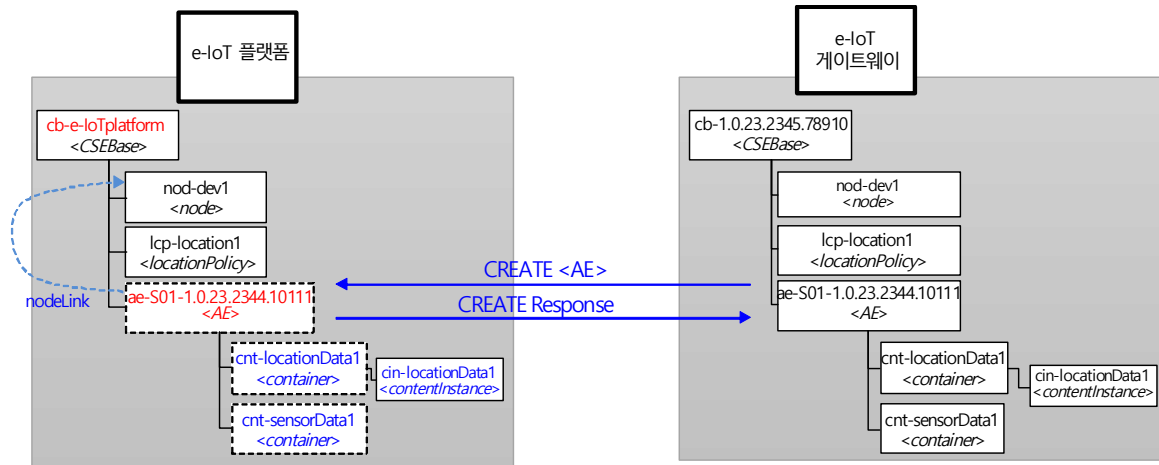 e-IoT 플랫폼
cb-e-IoTplatform
<CSEBase>
nod-dev1
<node>
lcp-location1
<locationPolicy>
nodeLink
ae-S01-1.0.23.2344.10111
<AE>
cnt-locationData1
<container>
cin-locationData1
<contentInstance>
cnt-sensorData1
<container>
CREATE <AE>
CREATE Response
e-IoT
게이트웨이
cb-1.0.23.2345.78910
<CSEBase>
nod-dev1
<node>
lcp-location1
<locationPolicy>
ae-S01-1.0.23.2344.10111
<AE>
cnt-locationData1
<container>
cin-locationData1
<contentInstance>
cnt-sensorData1
<container>